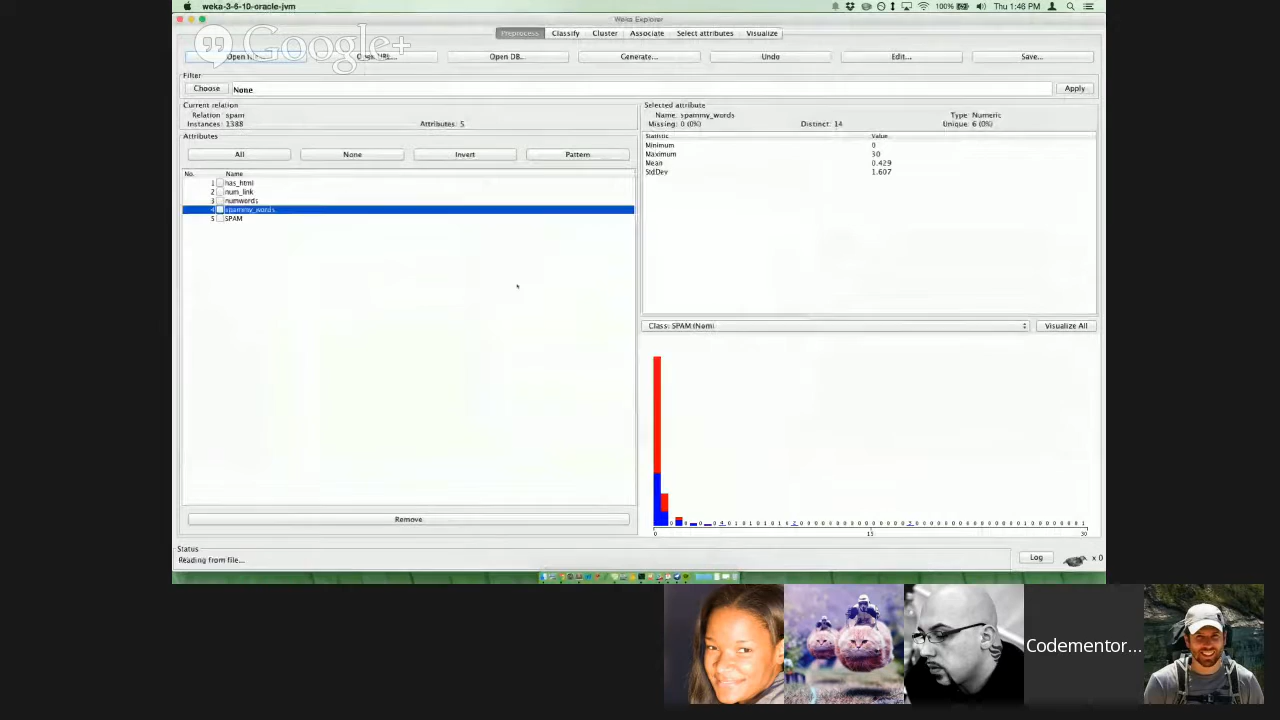 weka-3-6-10-oracle-jvm
100%
Thu 1:46 PM
Weka Explorer
Preprocess Classify Cluster Associate Select attributes Visualize
Google+
Open DB... Generate... Undo Edit... Save...
Filter
Choose None Apply
Current relation
Relation: spam
Instances: 1388 Attributes: 5
Selected attribute
Name: spammy_words Type: Numeric
Missing: 0 (0%) Distinct: 14 Unique: 6 (0%)
Attributes
All None Invert Pattern
No. Name
1 has_html
2 num_link
3 numwords
4 spammy_words
5 SPAM
Statistic Value
Minimum 0
Maximum 30
Mean 0.429
StdDev 1.607
Class: SPAM (Nom) Visualize All
0 15 30
Remove
Status
Reading from file...
Log x 0
Codementor...